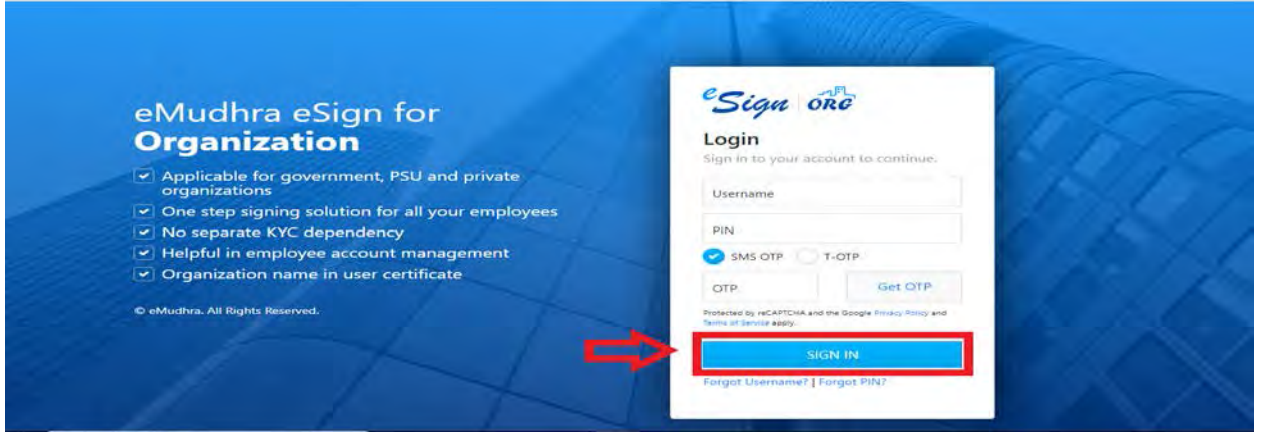 eMudhra eSign for
Organization
Applicable for government, PSU and private
organizations
One step signing solution for all your employees
No separate KYC dependency
Helpful in employee account management
Organization name in user certificate
© eMudhra. All Rights Reserved.
eSign ORG
Login
Sign in to your account to continue.
Username
PIN
SMS OTP T-OTP
OTP Get OTP
Protected by reCAPTCHA and the Google Privacy Policy and
Terms of Service apply.
SIGN IN
Forgot Username? | Forgot PIN?